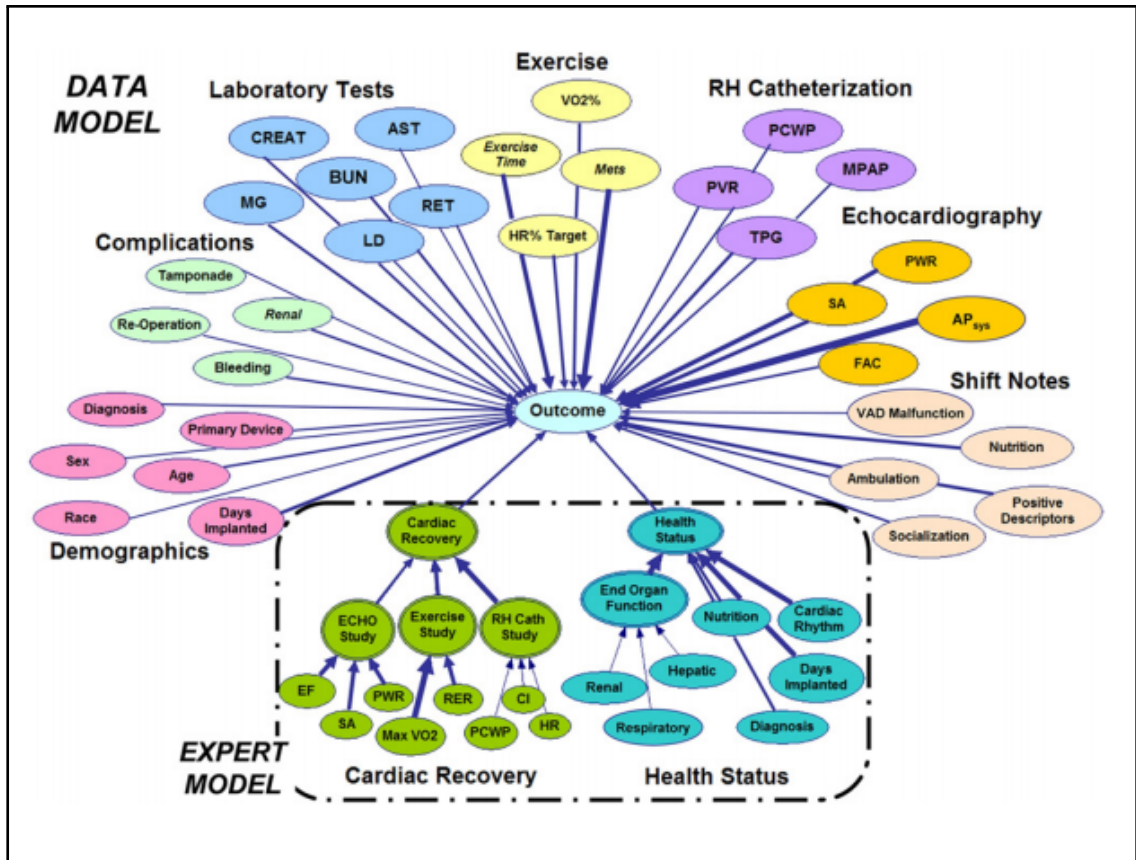 DATA
MODEL
Laboratory Tests
CREAT
AST
BUN
MG
RET
LD
Exercise
VO2%
Exercise
Time
Mets
HR% Target
RH Catheterization
PCWP
MPAP
PVR
TPG
Echocardiography
PWR
SA
APsys
FAC
Complications
Tamponade
Renal
Re-Operation
Bleeding
Shift Notes
VAD Malfunction
Nutrition
Ambulation
Positive
Descriptors
Socialization
Outcome
Diagnosis
Primary Device
Sex
Age
Race
Days
Implanted
Demographics
Cardiac
Recovery
Health
Status
ECHO
Study
Exercise
Study
RH Cath
Study
End Organ
Function
Nutrition
Cardiac
Rhythm
EF
SA
PWR
Max VO2
RER
PCWP
CI
HR
Renal
Respiratory
Hepatic
Days
Implanted
Diagnosis
EXPERT
MODEL
Cardiac Recovery
Health Status